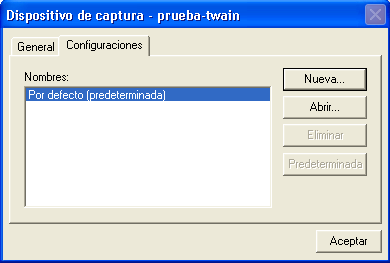 Dispositivo de captura - prueba-twain
General
Configuraciones
Nombres:
Por defecto (predeterminada)
Nueva...
Abrir...
Eliminar
Predeterminada
Aceptar